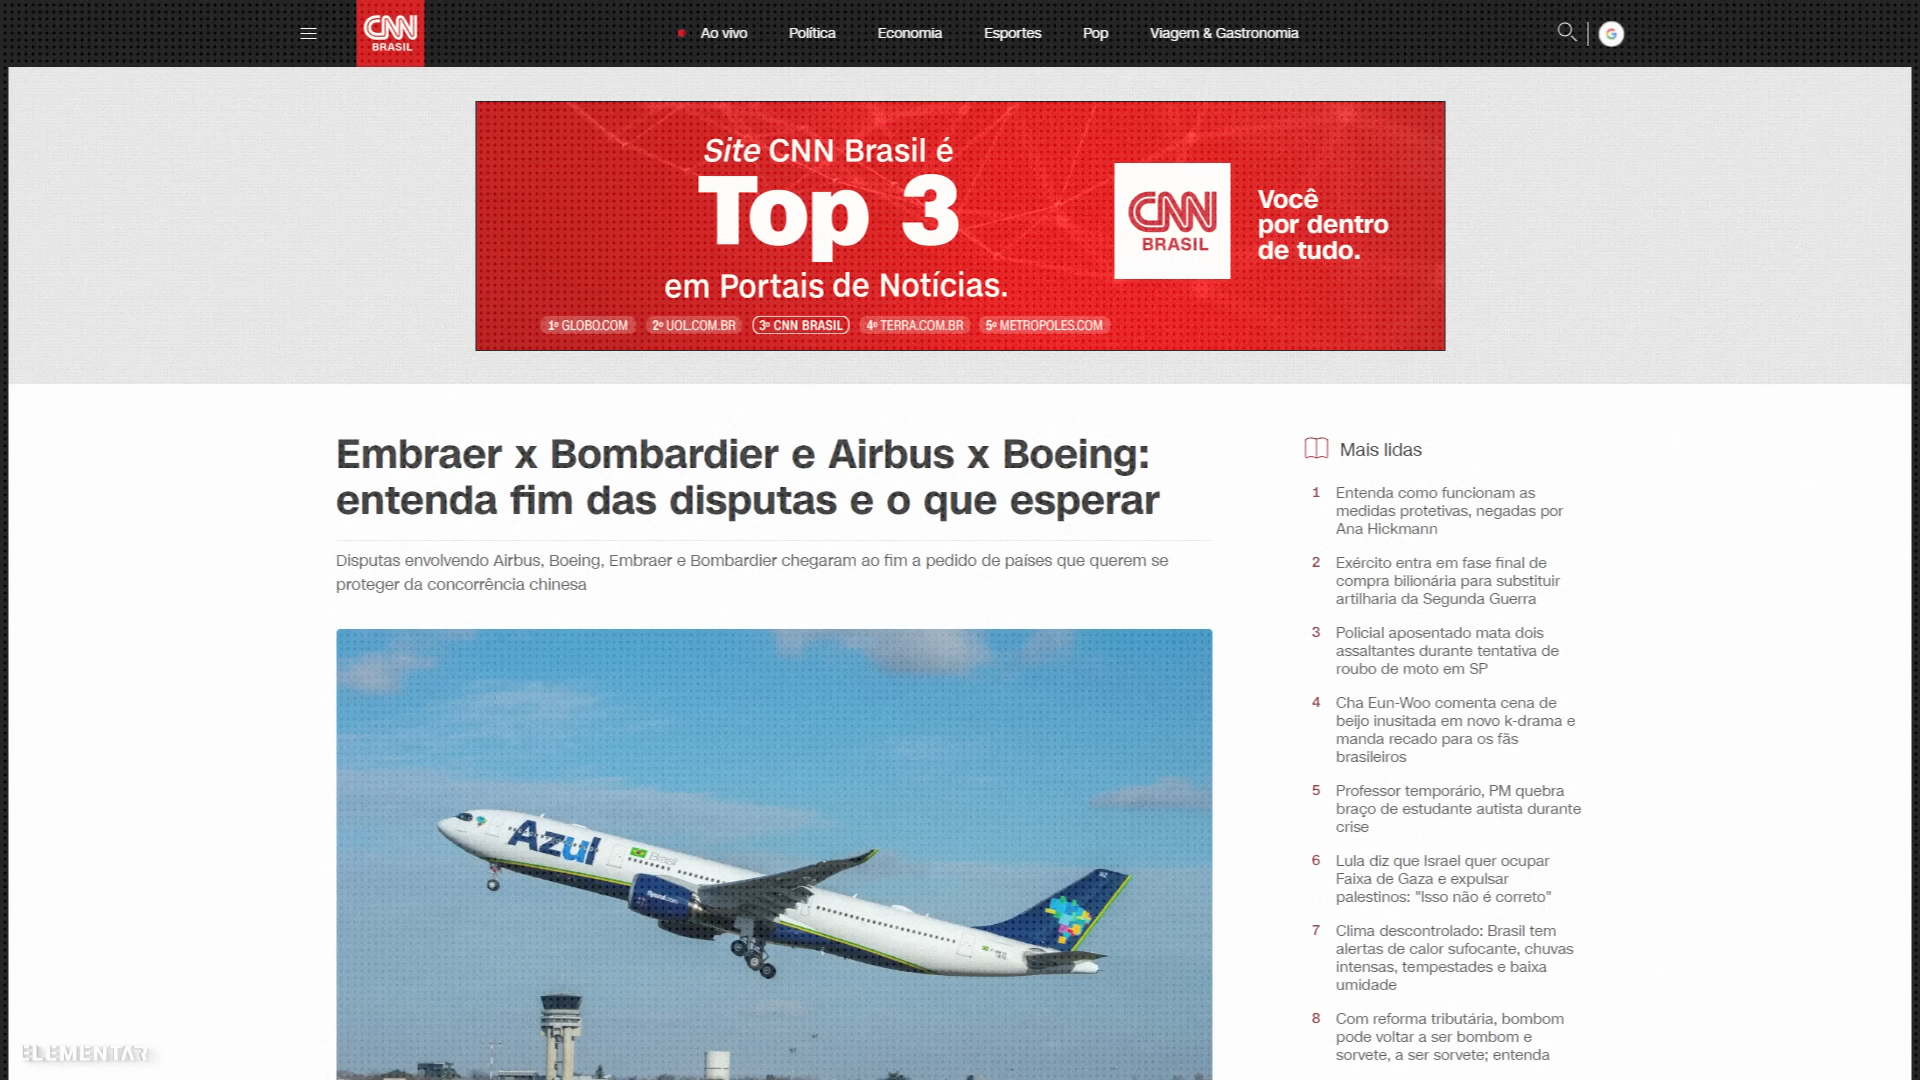 CNN
BRASIL
Ao vivo
Política
Economia
Esportes
Pop
Viagem & Gastronomia
G
Site CNN Brasil é
Top 3
em Portais de Notícias.
1º GLOBO.COM
2º UOL.COM.BR
3º CNN BRASIL
4º TERRA.COM.BR
5º METROPOLES.COM
CNN
BRASIL
Você
por dentro
de tudo.
Embraer x Bombardier e Airbus x Boeing:
entenda fim das disputas e o que esperar
Disputas envolvendo Airbus, Boeing, Embraer e Bombardier chegaram ao fim a pedido de países que querem se
proteger da concorrência chinesa
Azul
Brasil
Mais lidas
1 Entenda como funcionam as
medidas protetivas, negadas por
Ana Hickmann
2 Exército entra em fase final de
compra bilionária para substituir
artilharia da Segunda Guerra
3 Policial aposentado mata dois
assaltantes durante tentativa de
roubo de moto em SP
4 Cha Eun-Woo comenta cena de
beijo inusitada em novo k-drama e
manda recado para os fãs
brasileiros
5 Professor temporário, PM quebra
braço de estudante autista durante
crise
6 Lula diz que Israel quer ocupar
Faixa de Gaza e expulsar
palestinos: "Isso não é correto"
7 Clima descontrolado: Brasil tem
alertas de calor sufocante, chuvas
intensas, tempestades e baixa
umidade
8 Com reforma tributária, bombom
pode voltar a ser bombom e
sorvete, a ser sorvete; entenda
ELEMENTAR